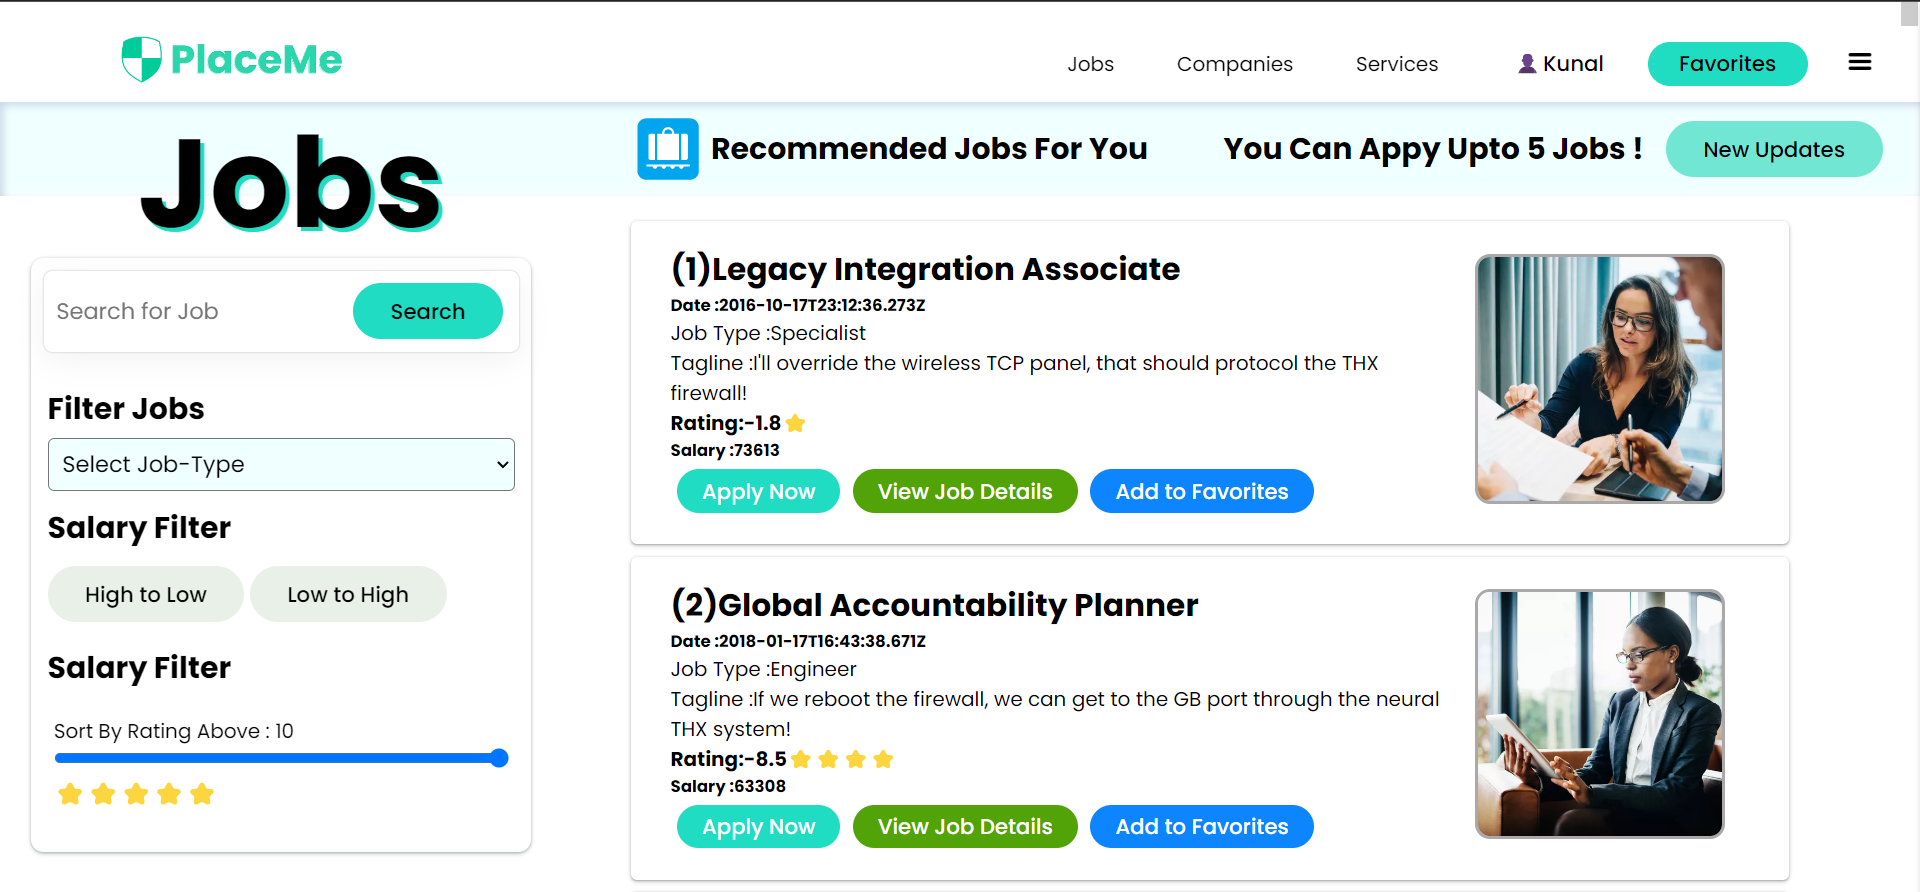 PlaceMe
Jobs
Companies
Services
Kunal
Favorites
Jobs
Recommended Jobs For You
You Can Appy Upto 5 Jobs !
New Updates
Search for Job
Search
Filter Jobs
Select Job-Type
Salary Filter
High to Low
Low to High
Salary Filter
Sort By Rating Above : 10
(1)Legacy Integration Associate
Date :2016-10-17T23:12:36.273Z
Job Type :Specialist
Tagline :I'll override the wireless TCP panel, that should protocol the THX
firewall!
Rating:-1.8
Salary :73613
Apply Now
View Job Details
Add to Favorites
(2)Global Accountability Planner
Date :2018-01-17T16:43:38.671Z
Job Type :Engineer
Tagline :If we reboot the firewall, we can get to the GB port through the neural
THX system!
Rating:-8.5
Salary :63308
Apply Now
View Job Details
Add to Favorites